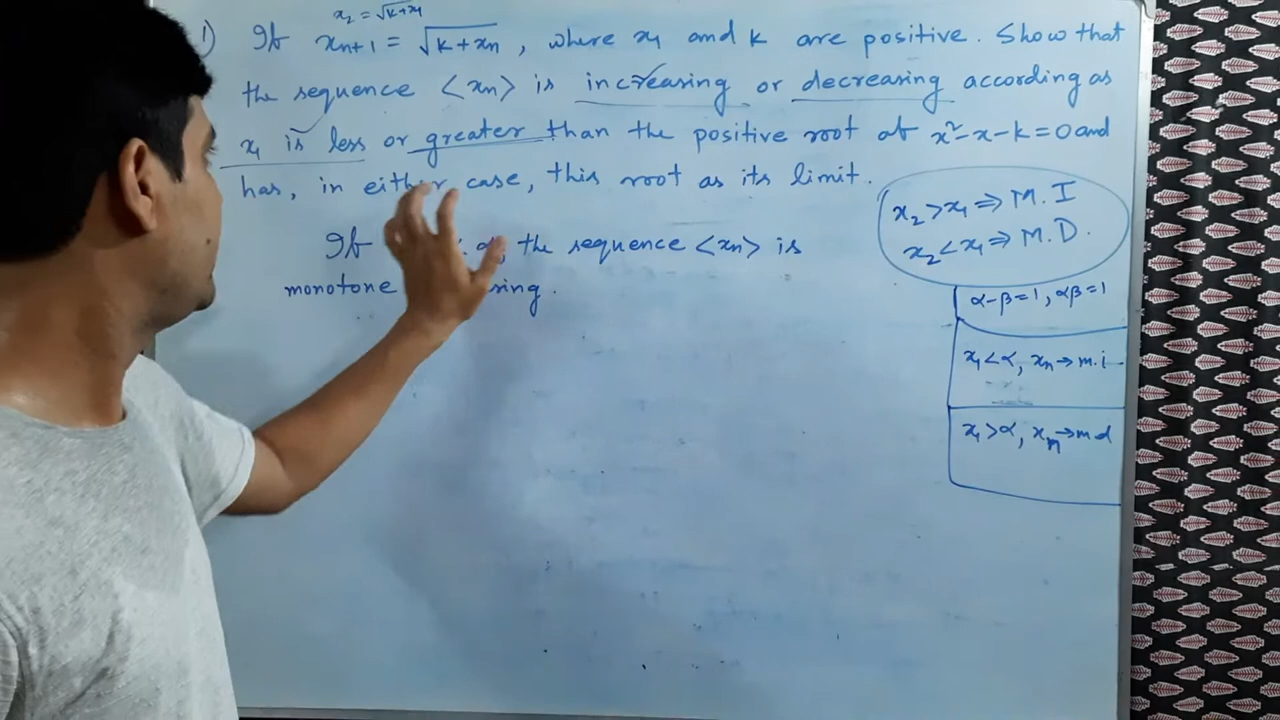 x₂ = √k+x₁
1) If xₙ₊₁ = √k+xₙ, where x₁ and k are positive. Show that
the sequence <xₙ> is increasing or decreasing according as
x₁ is less or greater than the positive root of x²-x-k=0 and
has, in either case, this root as its limit.
x₂>x₁ ⇒ M.I
x₂<x₁ ⇒ M.D.
If the sequence <xₙ> is
monotone
α-β=1, αβ=1
x₁<α, xₙ→m.i
x₁>α, xₙ→m d